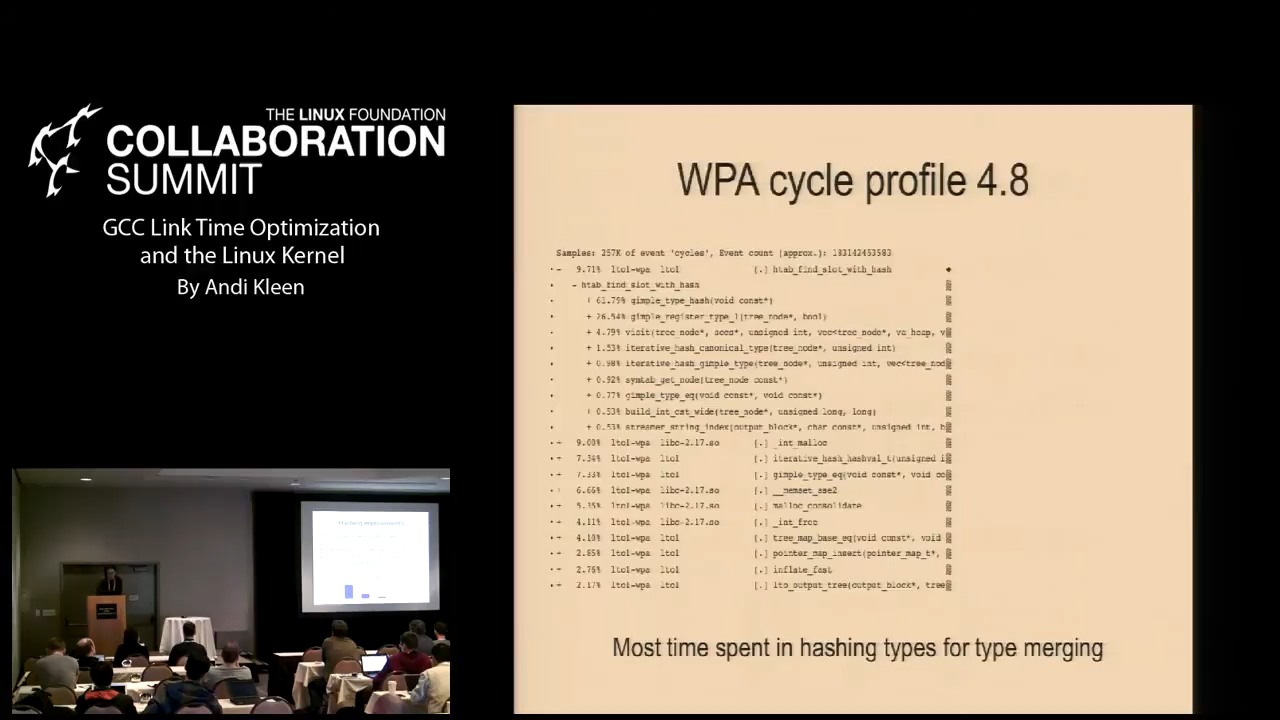 THE LINUX FOUNDATION
COLLABORATION
SUMMIT
GCC Link Time Optimization
and the Linux Kernel
By Andi Kleen
WPA cycle profile 4.8
Samples: 257K of event 'cycles', Event count (approx.): 183142453583
- 9.71% lto1-wpa lto1 [.] htab_find_slot_with_hash
- htab_find_slot_with_hash
+ 61.79% gimple_type_hash(void const*)
+ 26.54% gimple_register_type_1(tree_node*, bool)
+ 4.79% visit(tree_node*, sccs*, unsigned int, vec<tree_node*, va_heap, v
+ 1.53% iterative_hash_canonical_type(tree_node*, unsigned int)
+ 0.98% iterative_hash_gimple_type(tree_node*, unsigned int, vec<tree_nod
+ 0.92% symtab_get_node(tree_node const*)
+ 0.77% gimple_type_eq(void const*, void const*)
+ 0.53% build_int_cst_wide(tree_node*, unsigned long, long)
+ 0.53% streamer_string_index(output_block*, char const*, unsigned int, b
+ 9.00% lto1-wpa libc-2.17.so [.] _int_malloc
+ 7.34% lto1-wpa lto1 [.] iterative_hash_hashval_t(unsigned i
+ 7.33% lto1-wpa lto1 [.] gimple_type_eq(void const*, void co
+ 6.66% lto1-wpa libc-2.17.so [.] __memset_sse2
+ 5.35% lto1-wpa libc-2.17.so [.] malloc_consolidate
+ 4.11% lto1-wpa libc-2.17.so [.] _int_free
+ 4.10% lto1-wpa lto1 [.] tree_map_base_eq(void const*, void
+ 2.85% lto1-wpa lto1 [.] pointer_map_insert(pointer_map_t*,
+ 2.76% lto1-wpa lto1 [.] inflate_fast
+ 2.17% lto1-wpa lto1 [.] lto_output_tree(output_block*, tree
Most time spent in hashing types for type merging